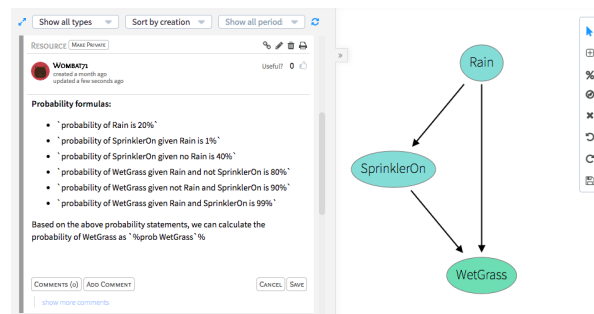 Show all types Sort by creation Show all period
RESOURCE MAKE PRIVATE
WOMBAT71
created a month ago
updated a few seconds ago
Useful? 0
Probability formulas:
• `probability of Rain is 20%`
• `probability of SprinklerOn given Rain is 1%`
• `probability of SprinklerOn given no Rain is 40%`
• `probability of WetGrass given Rain and not SprinklerOn is 80%`
• `probability of WetGrass given not Rain and SprinklerOn is 90%`
• `probability of WetGrass given Rain and SprinklerOn is 99%`
Based on the above probability statements, we can calculate the
probability of WetGrass as `%prob WetGrass`%
COMMENTS (0) ADD COMMENT CANCEL SAVE
show more comments
»
Rain
SprinklerOn
WetGrass